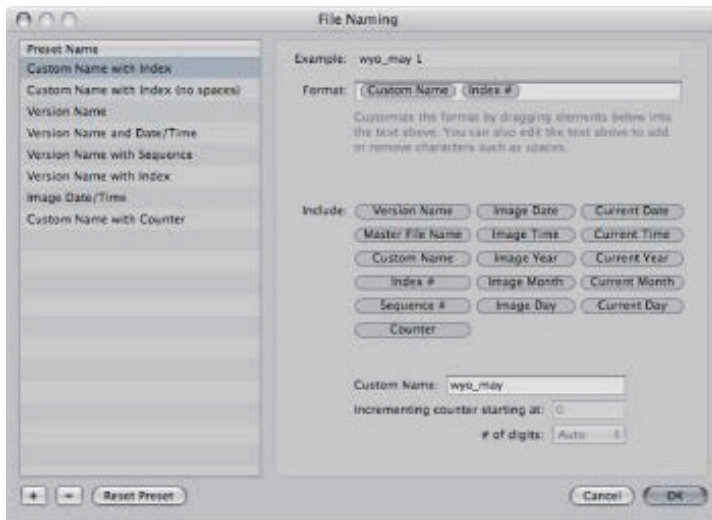 File Naming
Preset Name
Custom Name with Index
Custom Name with Index (no spaces)
Version Name
Version Name and Date/Time
Version Name with Sequence
Version Name with Index
Image Date/Time
Custom Name with Counter
Example: wyo_may 1
Format: Custom Name Index #
Customize the format by dragging elements below into
the text above. You can also edit the text above to add
or remove characters such as spaces.
Include: Version Name Image Date Current Date
Master File Name Image Time Current Time
Custom Name Image Year Current Year
Index # Image Month Current Month
Sequence # Image Day Current Day
Counter
Custom Name: wyo_may
Incrementing counter starting at: 0
# of digits: Auto
+ - Reset Preset Cancel OK